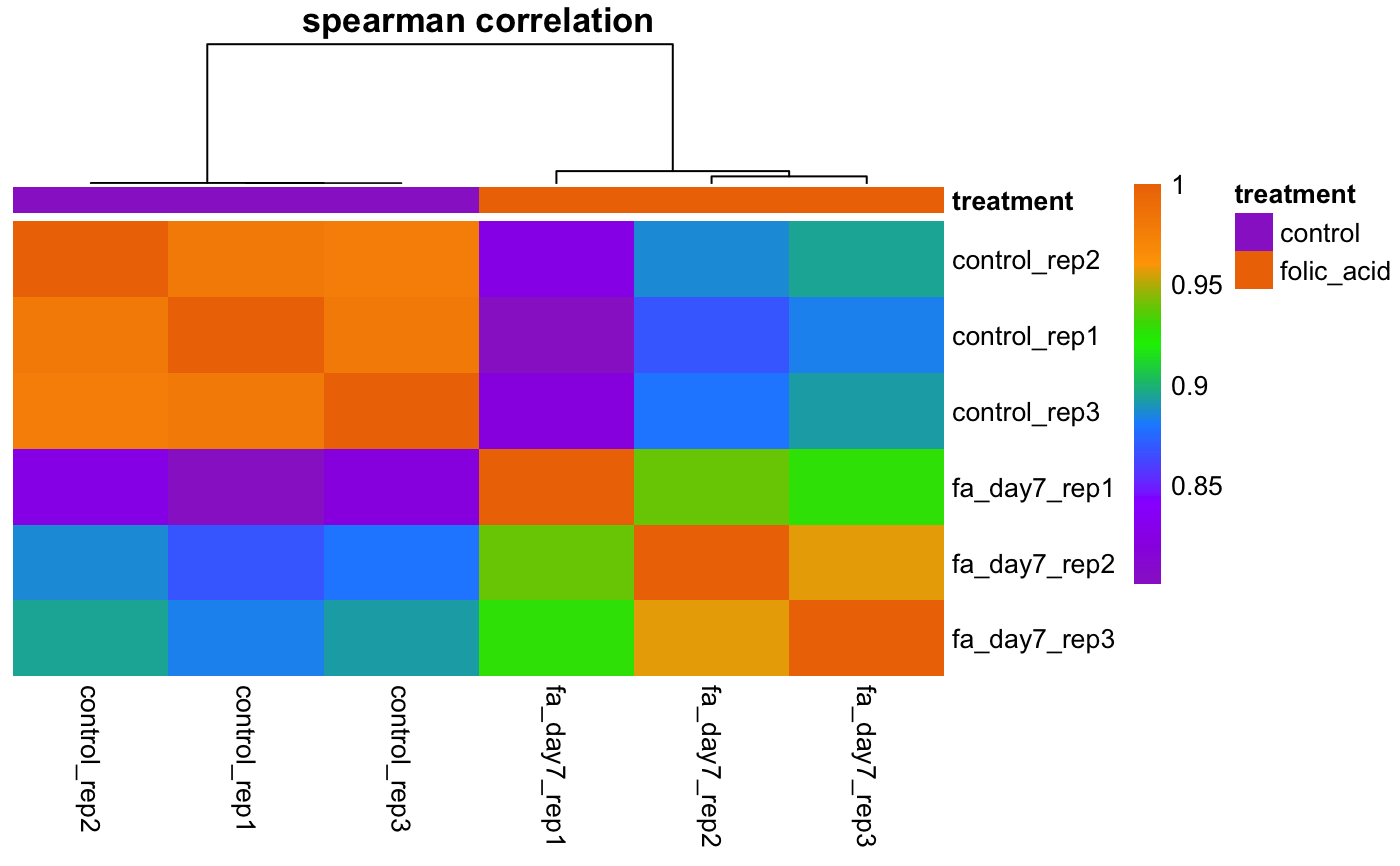 spearman correlation
treatment
control_rep2
control_rep1
control_rep3
fa_day7_rep1
fa_day7_rep2
fa_day7_rep3
control_rep2
control_rep1
control_rep3
fa_day7_rep1
fa_day7_rep2
fa_day7_rep3
1
0.95
0.9
0.85
treatment
control
folic_acid